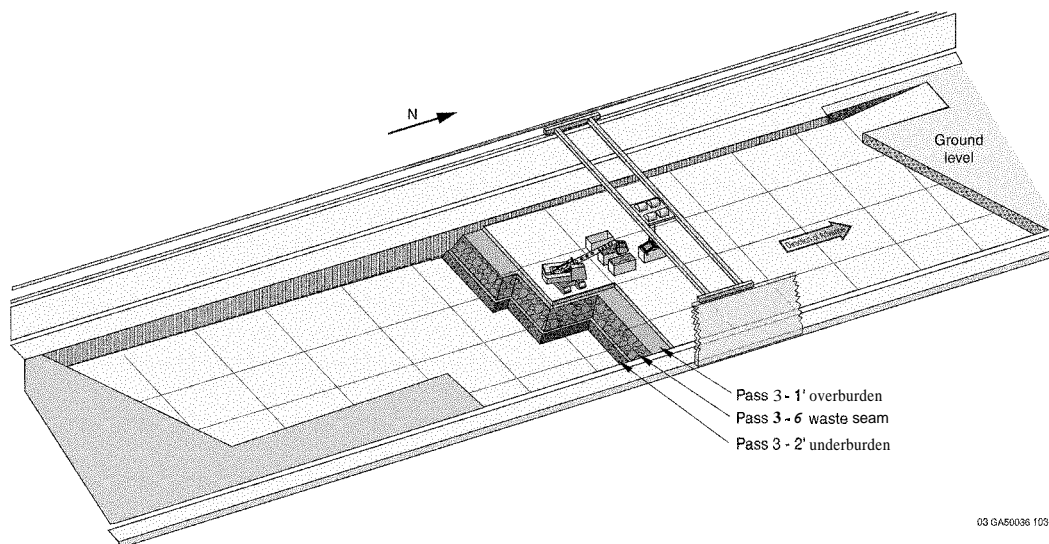 N
Ground
level
Pass 3 - 1' overburden
Pass 3 - 6 waste seam
Pass 3 - 2' underburden
03 GA50036 103